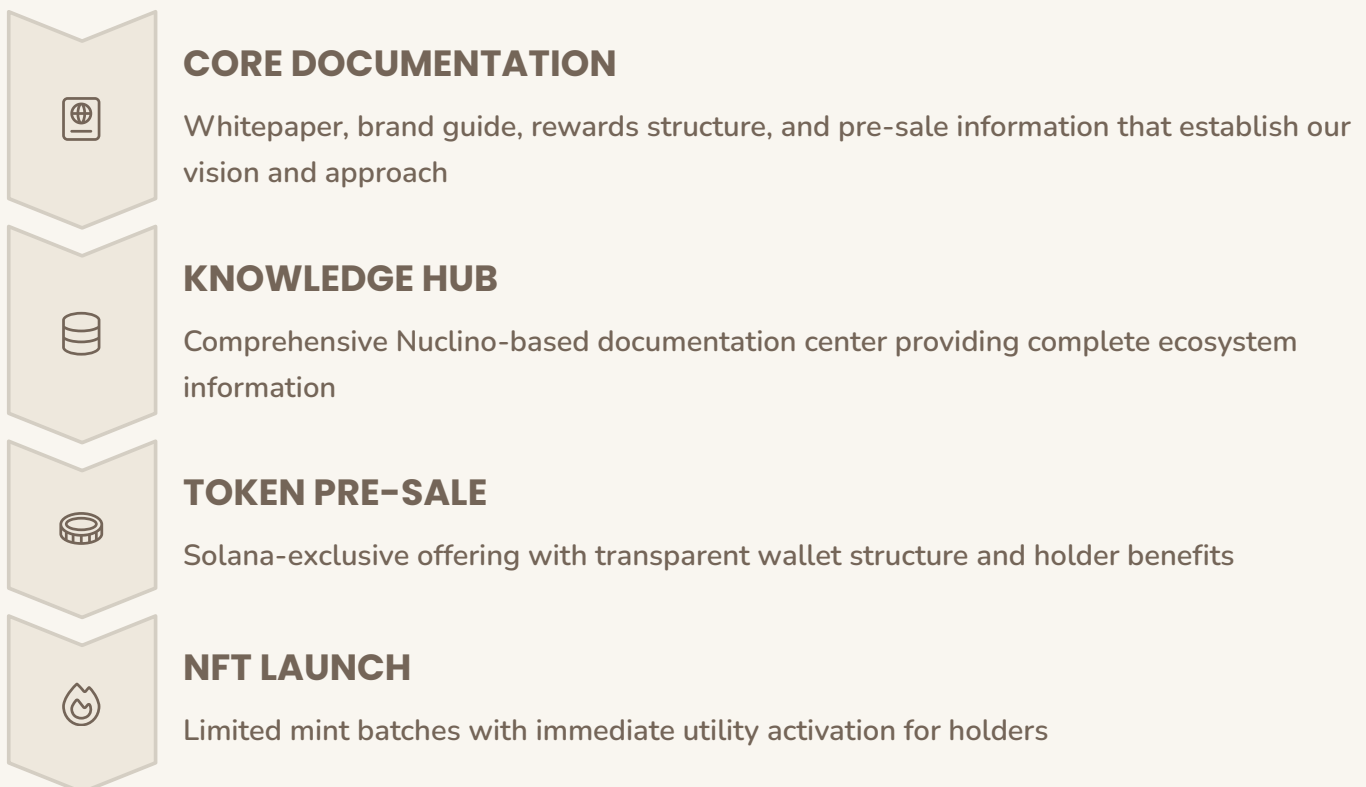 CORE DOCUMENTATION
Whitepaper, brand guide, rewards structure, and pre-sale information that establish our
vision and approach
KNOWLEDGE HUB
Comprehensive Nuclino-based documentation center providing complete ecosystem
information
TOKEN PRE-SALE
Solana-exclusive offering with transparent wallet structure and holder benefits
NFT LAUNCH
Limited mint batches with immediate utility activation for holders